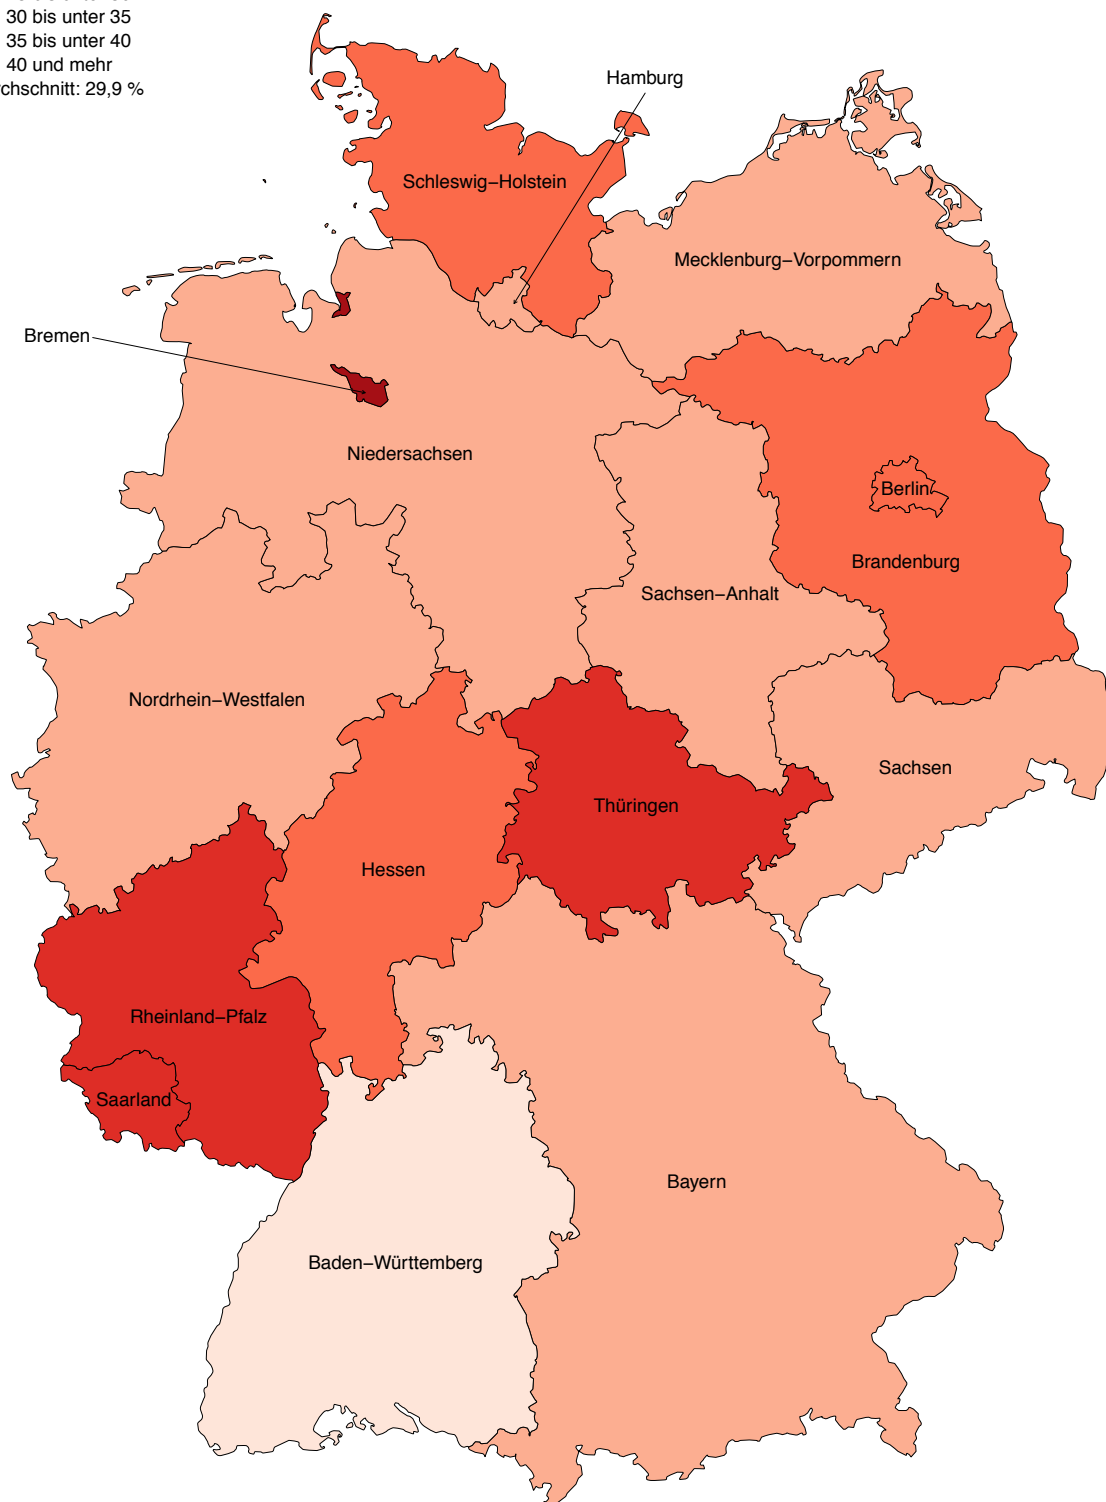 30 bis unter 35
35 bis unter 40
40 und mehr
chschnitt: 29,9 %
Hamburg
Schleswig−Holstein
Mecklenburg−Vorpommern
Bremen
Niedersachsen
Berlin
Brandenburg
Sachsen−Anhalt
Nordrhein−Westfalen
Sachsen
Thüringen
Hessen
Rheinland−Pfalz
Saarland
Bayern
Baden−Württemberg